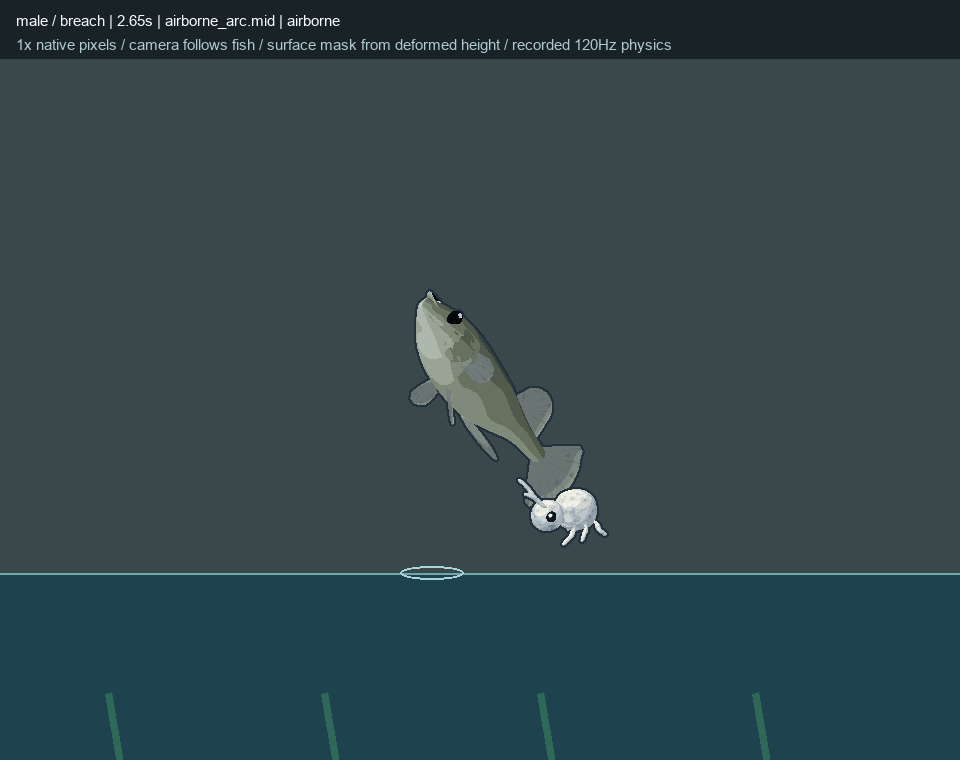 male / breach | 2.65s | airborne_arc.mid | airborne
1x native pixels / camera follows fish / surface mask from deformed height / recorded 120Hz physics